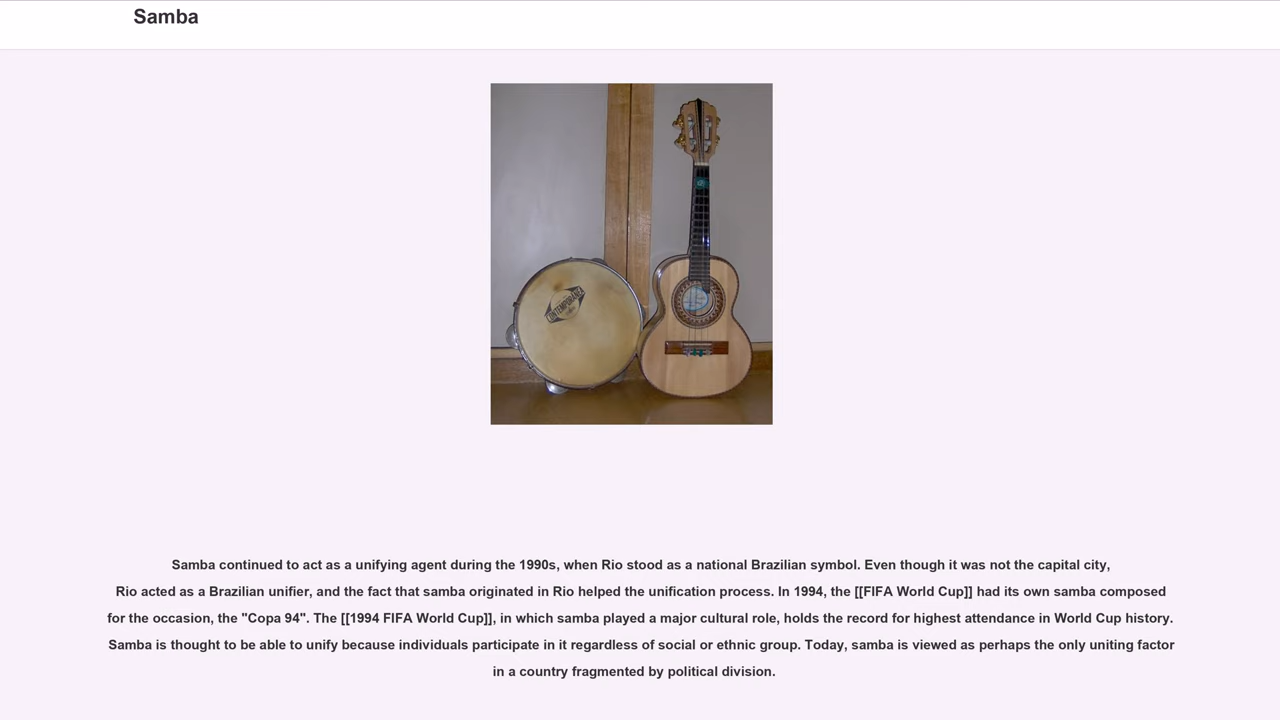 Samba
CONTEMPORÂNEA
Samba continued to act as a unifying agent during the 1990s, when Rio stood as a national Brazilian symbol. Even though it was not the capital city,
Rio acted as a Brazilian unifier, and the fact that samba originated in Rio helped the unification process. In 1994, the [[FIFA World Cup]] had its own samba composed
for the occasion, the "Copa 94". The [[1994 FIFA World Cup]], in which samba played a major cultural role, holds the record for highest attendance in World Cup history.
Samba is thought to be able to unify because individuals participate in it regardless of social or ethnic group. Today, samba is viewed as perhaps the only uniting factor
in a country fragmented by political division.